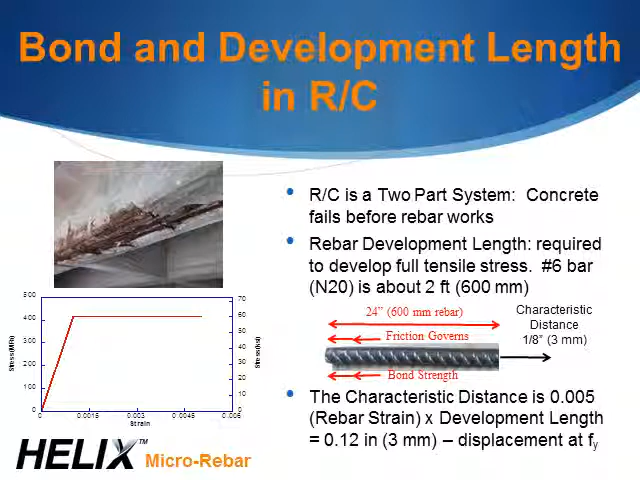 Bond and Development Length
in R/C
R/C is a Two Part System: Concrete
fails before rebar works
Rebar Development Length: required
to develop full tensile stress. #6 bar
(N20) is about 2 ft (600 mm)
24” (600 mm rebar)
Friction Governs
Bond Strength
Characteristic
Distance
1/8” (3 mm)
The Characteristic Distance is 0.005
(Rebar Strain) x Development Length
= 0.12 in (3 mm) – displacement at fy
Stress(MPa)
500
400
300
200
100
0
70
60
50
40
30
20
10
0
Stress(ksi)
0 0.0015 0.003 0.0045 0.006
Strain
HELIX™
Micro-Rebar